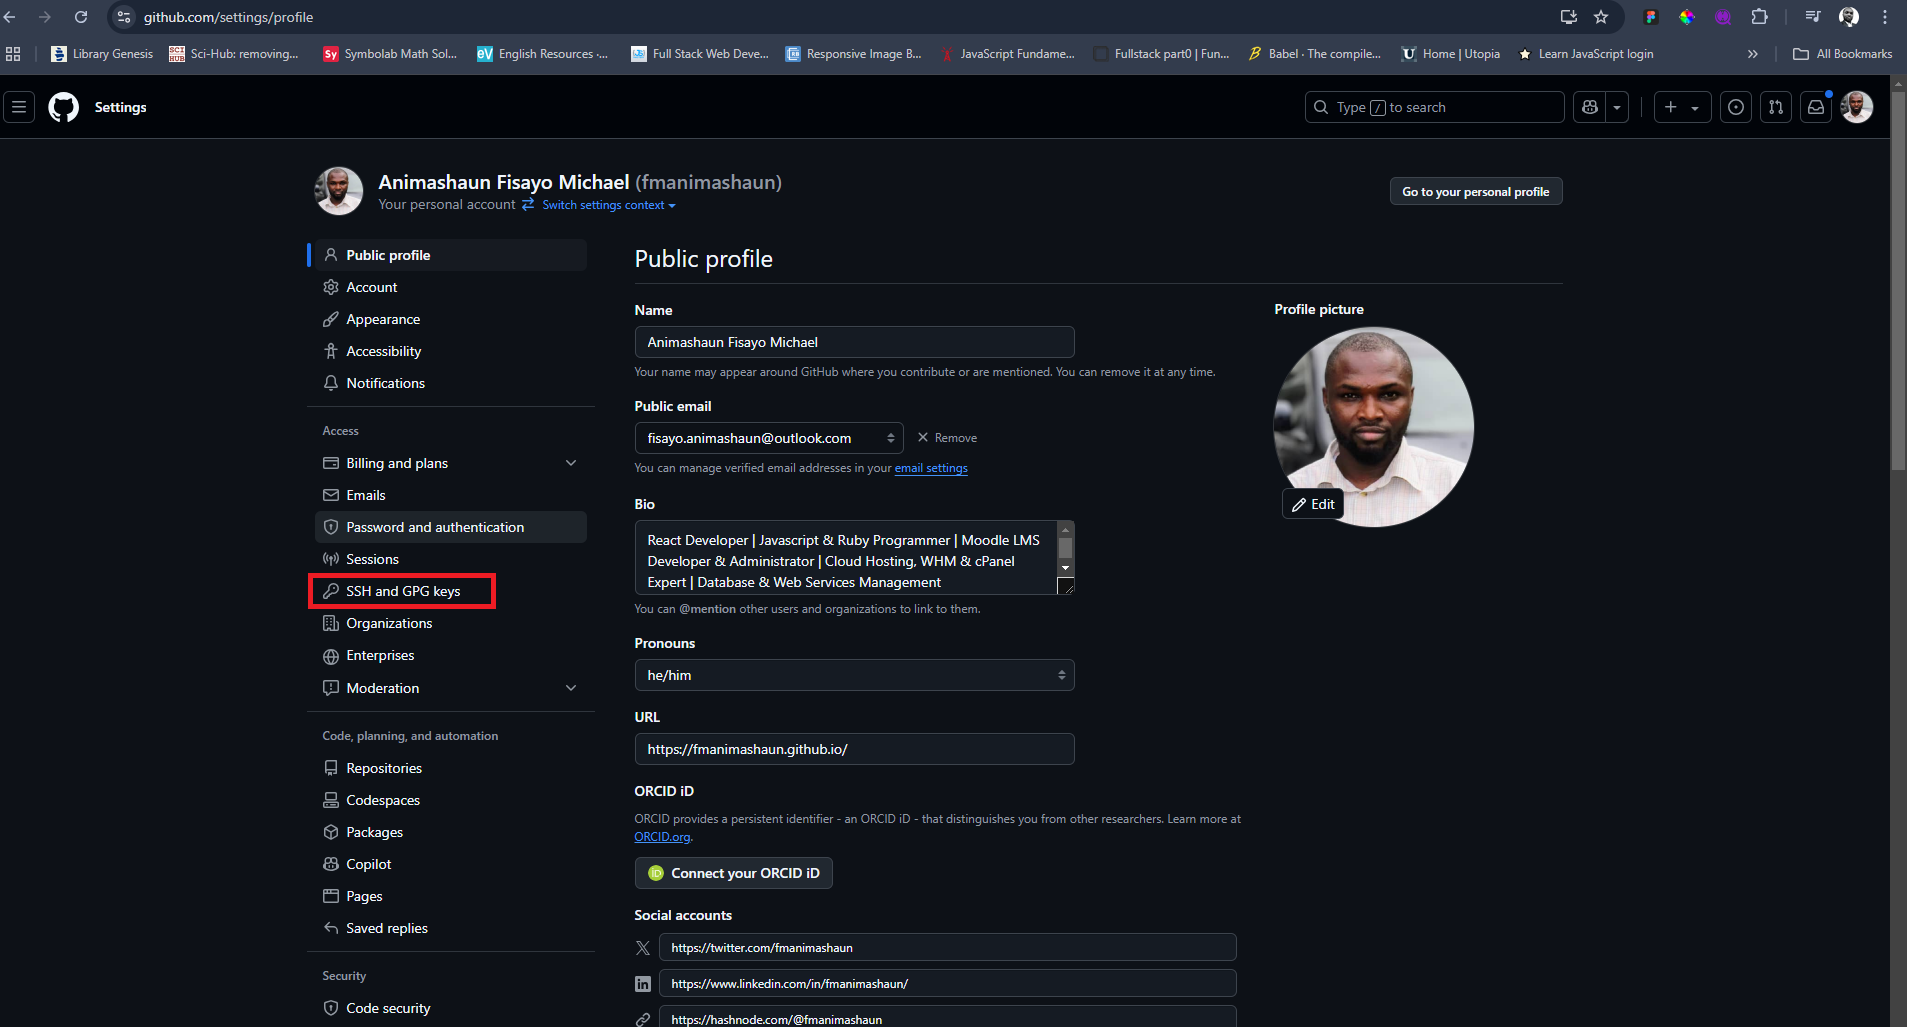 github.com/settings/profile
Library Genesis
Sci-Hub: removing...
Symbolab Math Sol...
English Resources ·...
Full Stack Web Deve...
Responsive Image B...
JavaScript Fundame...
Fullstack part0 | Fun...
Babel · The compile...
Home | Utopia
Learn JavaScript login
All Bookmarks
Settings
Type / to search
Animashaun Fisayo Michael (fmanimashaun)
Your personal account Switch settings context
Go to your personal profile
Public profile
Account
Appearance
Accessibility
Notifications
Access
Billing and plans
Emails
Password and authentication
Sessions
SSH and GPG keys
Organizations
Enterprises
Moderation
Code, planning, and automation
Repositories
Codespaces
Packages
Copilot
Pages
Saved replies
Security
Code security
Public profile
Name
Animashaun Fisayo Michael
Your name may appear around GitHub where you contribute or are mentioned. You can remove it at any time.
Public email
fisayo.animashaun@outlook.com
Remove
You can manage verified email addresses in your email settings
Bio
React Developer | Javascript & Ruby Programmer | Moodle LMS
Developer & Administrator | Cloud Hosting, WHM & cPanel
Expert | Database & Web Services Management
You can @mention other users and organizations to link to them.
Pronouns
he/him
URL
https://fmanimashaun.github.io/
ORCID iD
ORCID provides a persistent identifier - an ORCID iD - that distinguishes you from other researchers. Learn more at
ORCID.org.
iD Connect your ORCID iD
Social accounts
https://twitter.com/fmanimashaun
https://www.linkedin.com/in/fmanimashaun/
https://hashnode.com/@fmanimashaun
Profile picture
Edit